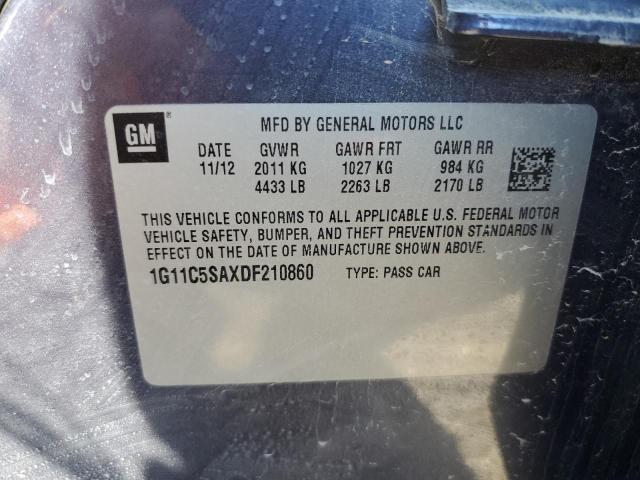 GM
MFD BY GENERAL MOTORS LLC
DATE GVWR GAWR FRT GAWR RR
11/12 2011 KG 1027 KG 984 KG
4433 LB 2263 LB 2170 LB
THIS VEHICLE CONFORMS TO ALL APPLICABLE U.S. FEDERAL MOTOR
VEHICLE SAFETY, BUMPER, AND THEFT PREVENTION STANDARDS IN
EFFECT ON THE DATE OF MANUFACTURE SHOWN ABOVE.
1G11C5SAXDF210860 TYPE: PASS CAR